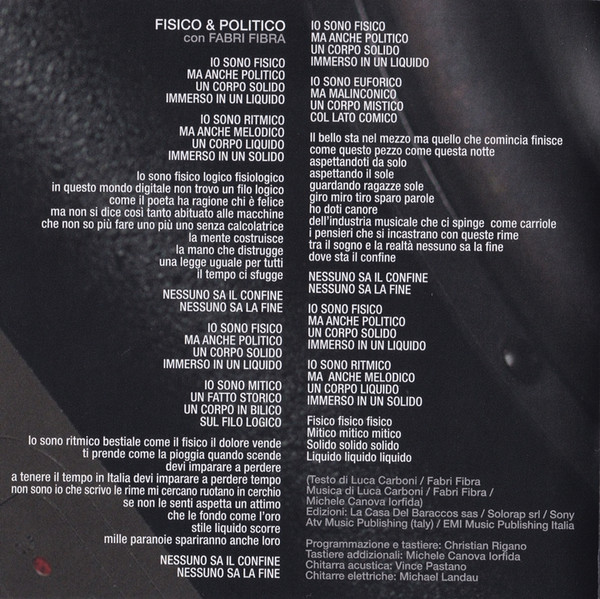 FISICO & POLITICO
con FABRI FIBRA
IO SONO FISICO
MA ANCHE POLITICO
UN CORPO SOLIDO
IMMERSO IN UN LIQUIDO
IO SONO RITMICO
MA ANCHE MELODICO
UN CORPO LIQUIDO
IMMERSO IN UN SOLIDO
Io sono fisico logico fisiologico
in questo mondo digitale non trovo un filo logico
come il poeta ha ragione chi è felice
ma non si dice così tanto abituato alle macchine
che non so più fare uno più uno senza calcolatrice
la mente costruisce
la mano che distrugge
una legge uguale per tutti
il tempo ci sfugge
NESSUNO SA IL CONFINE
NESSUNO SA LA FINE
IO SONO FISICO
MA ANCHE POLITICO
UN CORPO SOLIDO
IMMERSO IN UN LIQUIDO
IO SONO MITICO
UN FATTO STORICO
UN CORPO IN BILICO
SUL FILO LOGICO
Io sono ritmico bestiale come il fisico il dolore vende
ti prende come la pioggia quando scende
devi imparare a perdere
a tenere il tempo in Italia devi imparare a perdere tempo
non sono io che scrivo le rime mi cercano ruotano in cerchio
se non le senti aspetta un attimo
che le fondo come l'oro
stile liquido scorre
mille paranoie spariranno anche loro
NESSUNO SA IL CONFINE
NESSUNO SA LA FINE
IO SONO FISICO
MA ANCHE POLITICO
UN CORPO SOLIDO
IMMERSO IN UN LIQUIDO
IO SONO EUFORICO
MA MALINCONICO
UN CORPO MISTICO
COL LATO COMICO
Il bello sta nel mezzo ma quello che comincia finisce
come questo pezzo come questa notte
aspettandoti da solo
aspettando il sole
guardando ragazze sole
giro miro tiro sparo parole
ho doti canore
dell'industria musicale che ci spinge come carriole
i pensieri che si incastrano con queste rime
tra il sogno e la realtà nessuno sa la fine
dove sta il confine
NESSUNO SA IL CONFINE
NESSUNO SA LA FINE
IO SONO FISICO
MA ANCHE POLITICO
UN CORPO SOLIDO
IMMERSO IN UN LIQUIDO
IO SONO RITMICO
MA ANCHE MELODICO
UN CORPO LIQUIDO
IMMERSO IN UN SOLIDO
Fisico fisico fisico
Mitico mitico mitico
Solido solido solido
Liquido liquido liquido
(Testo di Luca Carboni / Fabri Fibra
Musica di Luca Carboni / Fabri Fibra /
Michele Canova Iorfida)
Edizioni: La Casa Del Baraccos sas / Solorap srl / Sony
Atv Music Publishing (taly) / EMI Music Publishing Italia
Programmazione e tastiere: Christian Rigano
Tastiere addizionali: Michele Canova Iorfida
Chitarra acustica: Vince Pastano
Chitarre elettriche: Michael Landau